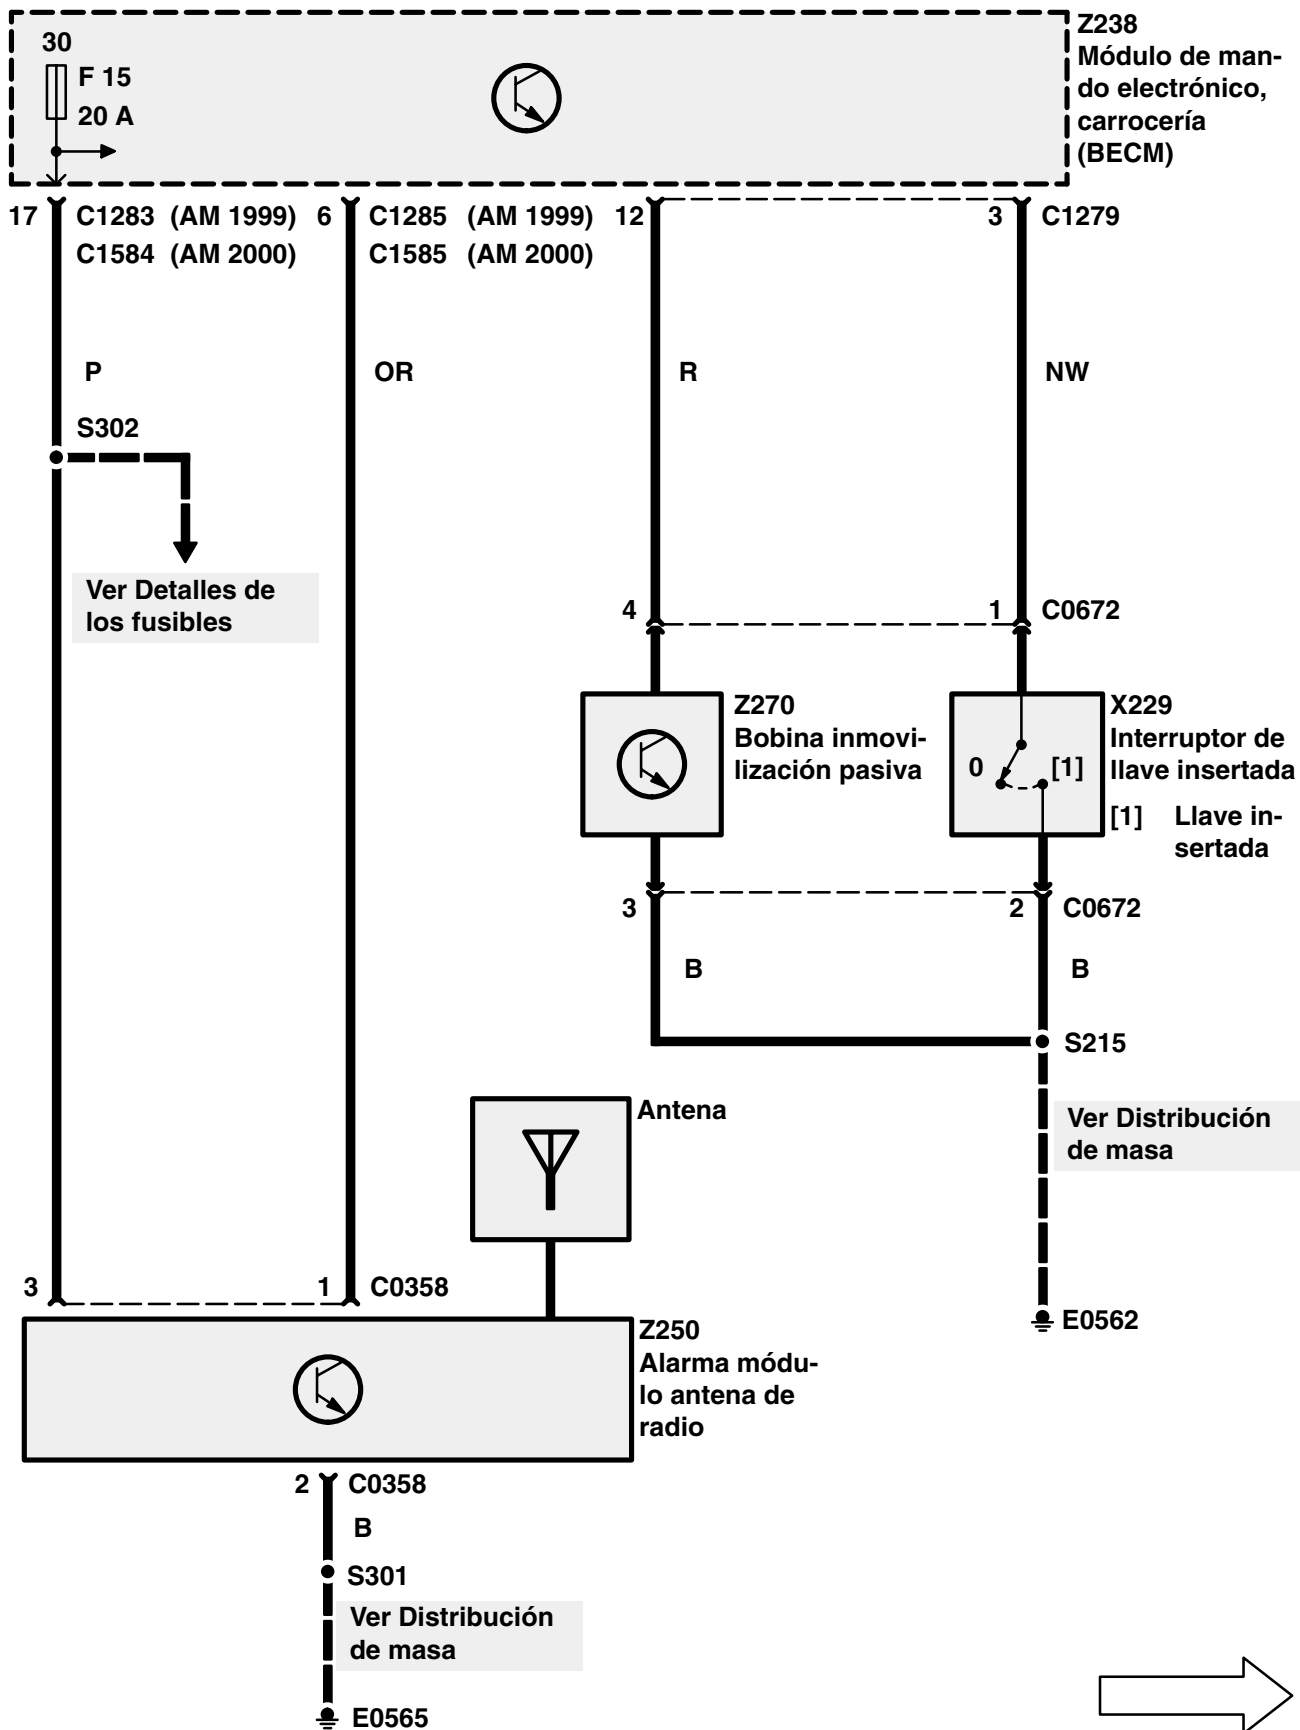 Z238
Módulo de man-
do electrónico,
carrocería
(BECM)
30
F 15
20 A
17 C1283 (AM 1999) 6 C1285 (AM 1999) 12 3 C1279
C1584 (AM 2000) C1585 (AM 2000)
P OR R NW
S302
Ver Detalles de
los fusibles
4 1 C0672
Z270
Bobina inmovi-
lización pasiva
X229
Interruptor de
llave insertada
0 [1]
[1] Llave in-
sertada
3 2 C0672
B B
S215
Antena
Ver Distribución
de masa
3 1 C0358
E0562
Z250
Alarma módu-
lo antena de
radio
2 C0358
B
S301
Ver Distribución
de masa
E0565